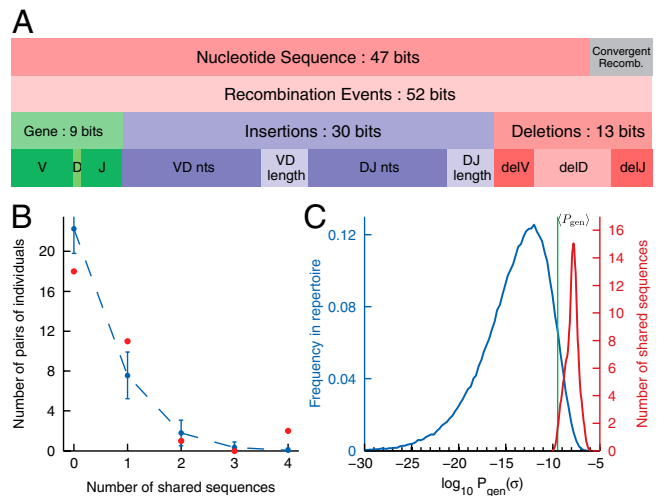 A
Nucleotide Sequence : 47 bits
Convergent
Recomb.
Recombination Events : 52 bits
Gene : 9 bits
Insertions : 30 bits
Deletions : 13 bits
V
D
J
VD nts
VD
length
DJ nts
DJ
length
delV
delD
delJ
B
Number of pairs of individuals
20
16
12
8
4
0
0
1
2
3
4
Number of shared sequences
C
⟨P_gen⟩
Frequency in repertoire
0.12
0.08
0.04
0
16
14
12
10
8
6
4
2
0
Number of shared sequences
−30
−25
−20
−15
−10
−5
log₁₀ P_gen(σ)